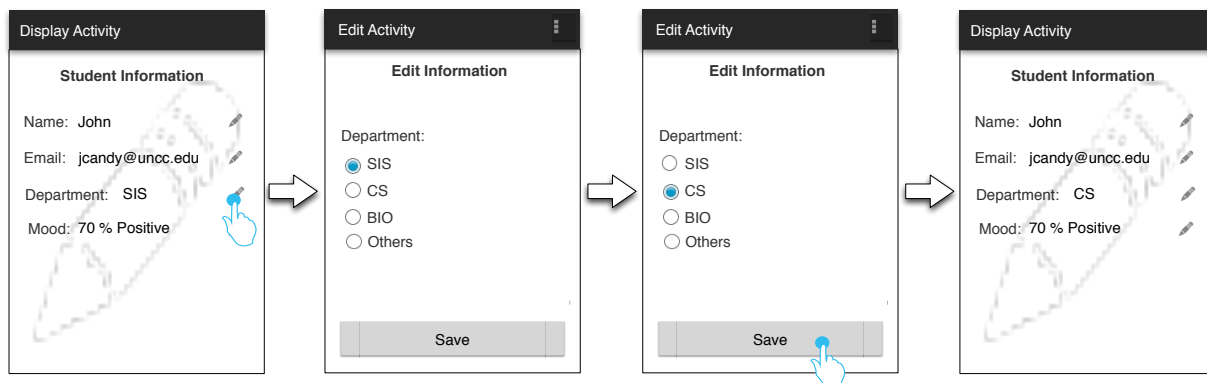 Display Activity
Student Information
Name: John
Email: jcandy@uncc.edu
Department: SIS
Mood: 70 % Positive
Edit Activity
Edit Information
Department:
SIS
CS
BIO
Others
Save
Edit Activity
Edit Information
Department:
SIS
CS
BIO
Others
Save
Display Activity
Student Information
Name: John
Email: jcandy@uncc.edu
Department: CS
Mood: 70 % Positive